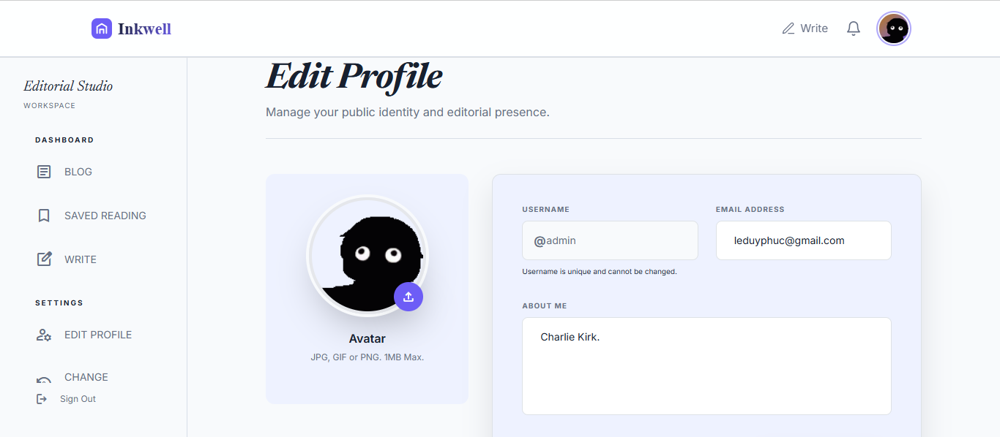 Inkwell
Write
Editorial Studio
WORKSPACE
DASHBOARD
BLOG
SAVED READING
WRITE
SETTINGS
EDIT PROFILE
CHANGE
Sign Out
Edit Profile
Manage your public identity and editorial presence.
Avatar
JPG, GIF or PNG. 1MB Max.
USERNAME
@admin
Username is unique and cannot be changed.
EMAIL ADDRESS
leduyphuc@gmail.com
ABOUT ME
Charlie Kirk.